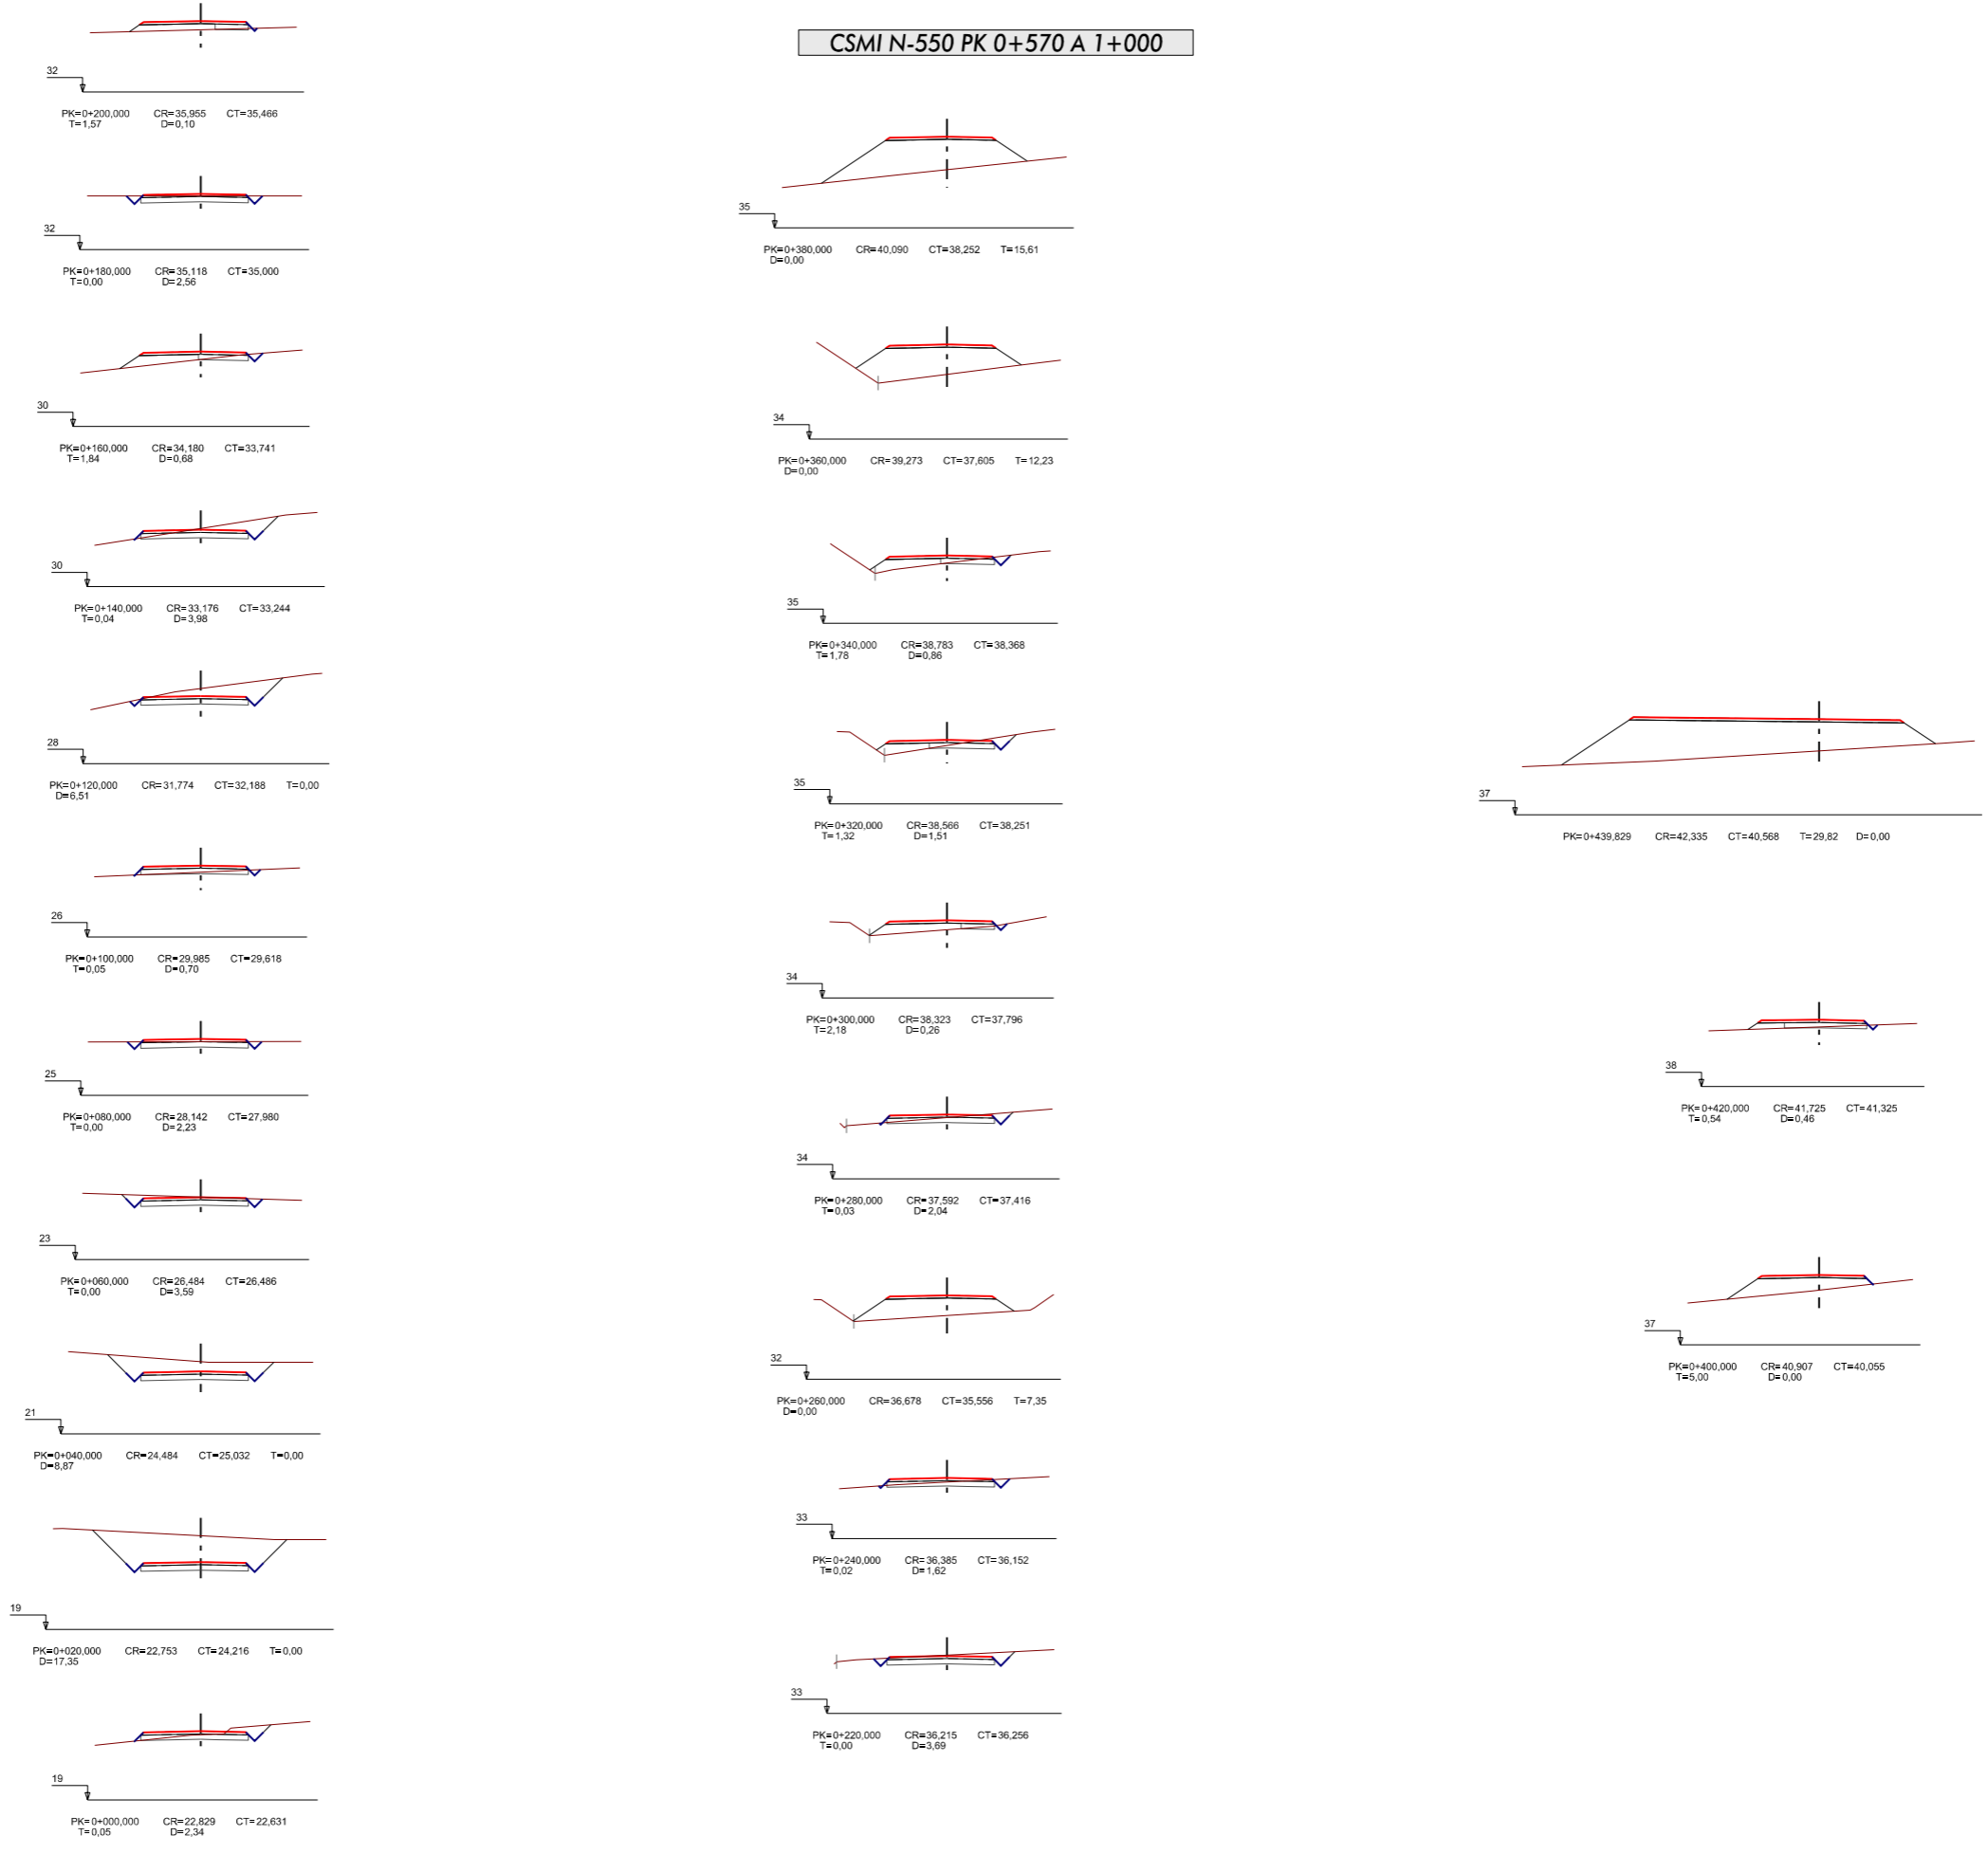 CSMI N-550 PK 0+570 A 1+000
32
PK=0+200,000 CR=35,955 CT=35,466
T=1,57 D=0,10
32
PK=0+180,000 CR=35,118 CT=35,000
T=0,00 D=2,56
30
PK=0+160,000 CR=34,180 CT=33,741
T=1,84 D=0,68
30
PK=0+140,000 CR=33,176 CT=33,244
T=0,04 D=3,98
28
PK=0+120,000 CR=31,774 CT=32,188 T=0,00
D=6,51
26
PK=0+100,000 CR=29,985 CT=29,618
T=0,05 D=0,70
25
PK=0+080,000 CR=28,142 CT=27,980
T=0,00 D=2,23
23
PK=0+060,000 CR=26,484 CT=26,486
T=0,00 D=3,59
21
PK=0+040,000 CR=24,484 CT=25,032 T=0,00
D=8,87
19
PK=0+020,000 CR=22,753 CT=24,216 T=0,00
D=17,35
19
PK=0+000,000 CR=22,829 CT=22,631
T=0,05 D=2,34
35
PK=0+380,000 CR=40,090 CT=38,252 T=15,61
D=0,00
34
PK=0+360,000 CR=39,273 CT=37,605 T=12,23
D=0,00
35
PK=0+340,000 CR=38,783 CT=38,368
T=1,78 D=0,86
35
PK=0+320,000 CR=38,566 CT=38,251
T=1,32 D=1,51
34
PK=0+300,000 CR=38,323 CT=37,796
T=2,18 D=0,26
34
PK=0+280,000 CR=37,592 CT=37,416
T=0,03 D=2,04
32
PK=0+260,000 CR=36,678 CT=35,556 T=7,35
D=0,00
33
PK=0+240,000 CR=36,385 CT=36,152
T=0,02 D=1,62
33
PK=0+220,000 CR=36,215 CT=36,256
T=0,00 D=3,69
37
PK=0+439,829 CR=42,335 CT=40,568 T=29,82 D=0,00
38
PK=0+420,000 CR=41,725 CT=41,325
T=0,54 D=0,46
37
PK=0+400,000 CR=40,907 CT=40,055
T=5,00 D=0,00